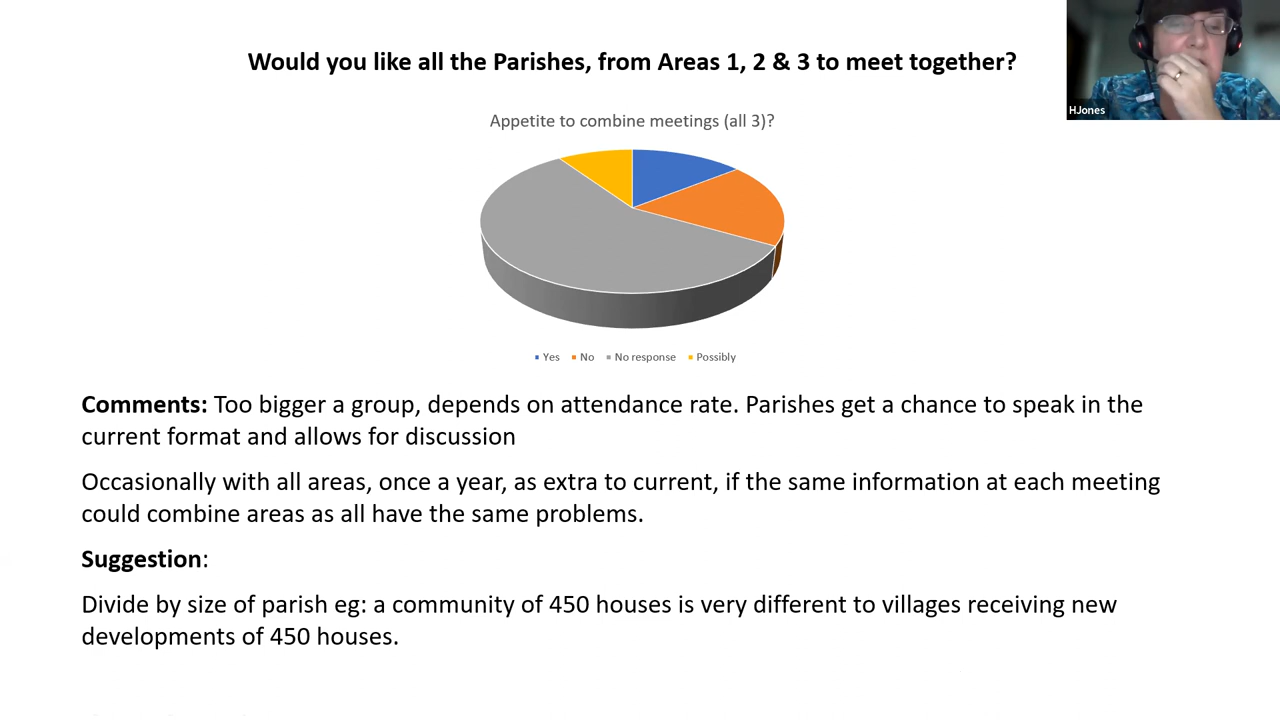 Would you like all the Parishes, from Areas 1, 2 & 3 to meet together?
HJones
Appetite to combine meetings (all 3)?
Yes No No response Possibly
Comments: Too bigger a group, depends on attendance rate. Parishes get a chance to speak in the
current format and allows for discussion
Occasionally with all areas, once a year, as extra to current, if the same information at each meeting
could combine areas as all have the same problems.
Suggestion:
Divide by size of parish eg: a community of 450 houses is very different to villages receiving new
developments of 450 houses.